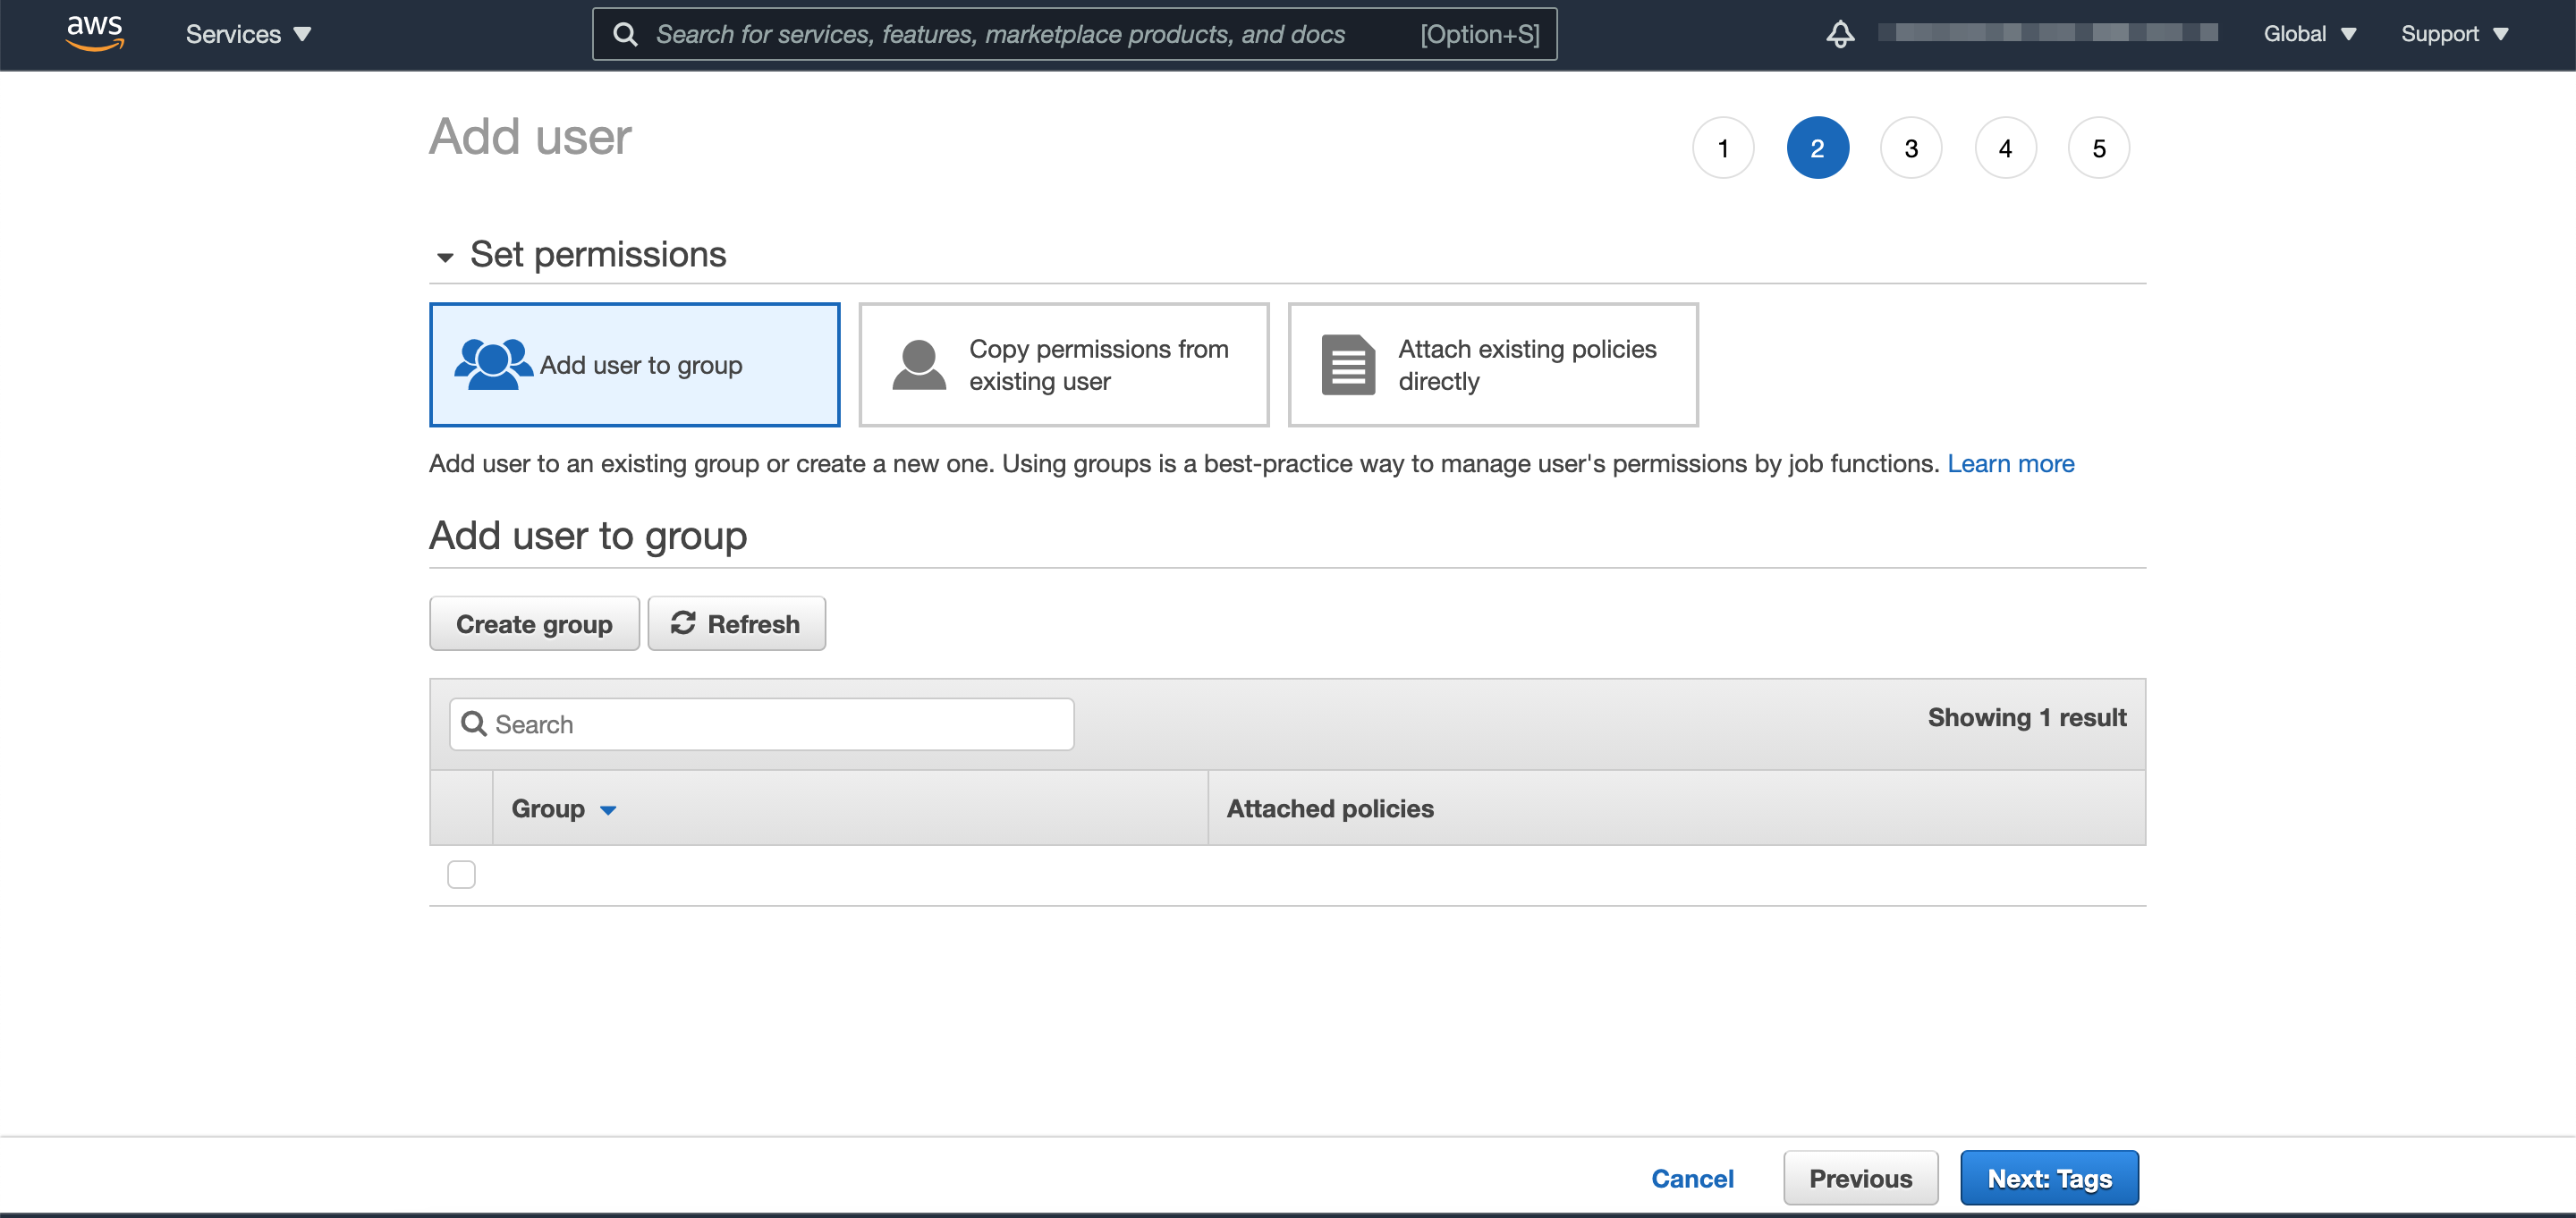 aws Services Search for services, features, marketplace products, and docs [Option+S] Global Support
Add user 1 2 3 4 5
Set permissions
Add user to group
Copy permissions from
existing user
Attach existing policies
directly
Add user to an existing group or create a new one. Using groups is a best-practice way to manage user's permissions by job functions. Learn more
Add user to group
Create group Refresh
Search Showing 1 result
Group Attached policies
Cancel Previous Next: Tags